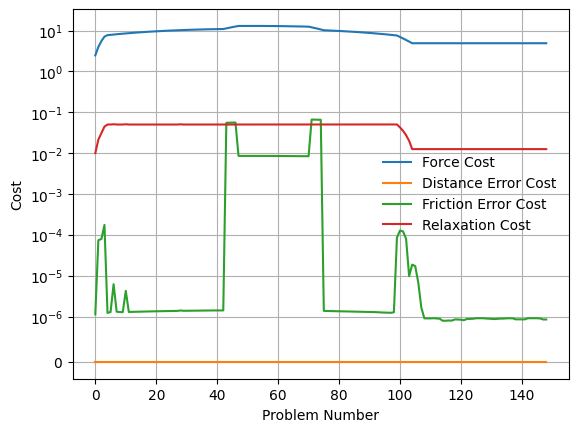 10¹
10⁰
10⁻¹
10⁻²
10⁻³
10⁻⁴
10⁻⁵
10⁻⁶
0
Cost
Force Cost
Distance Error Cost
Friction Error Cost
Relaxation Cost
0 20 40 60 80 100 120 140
Problem Number